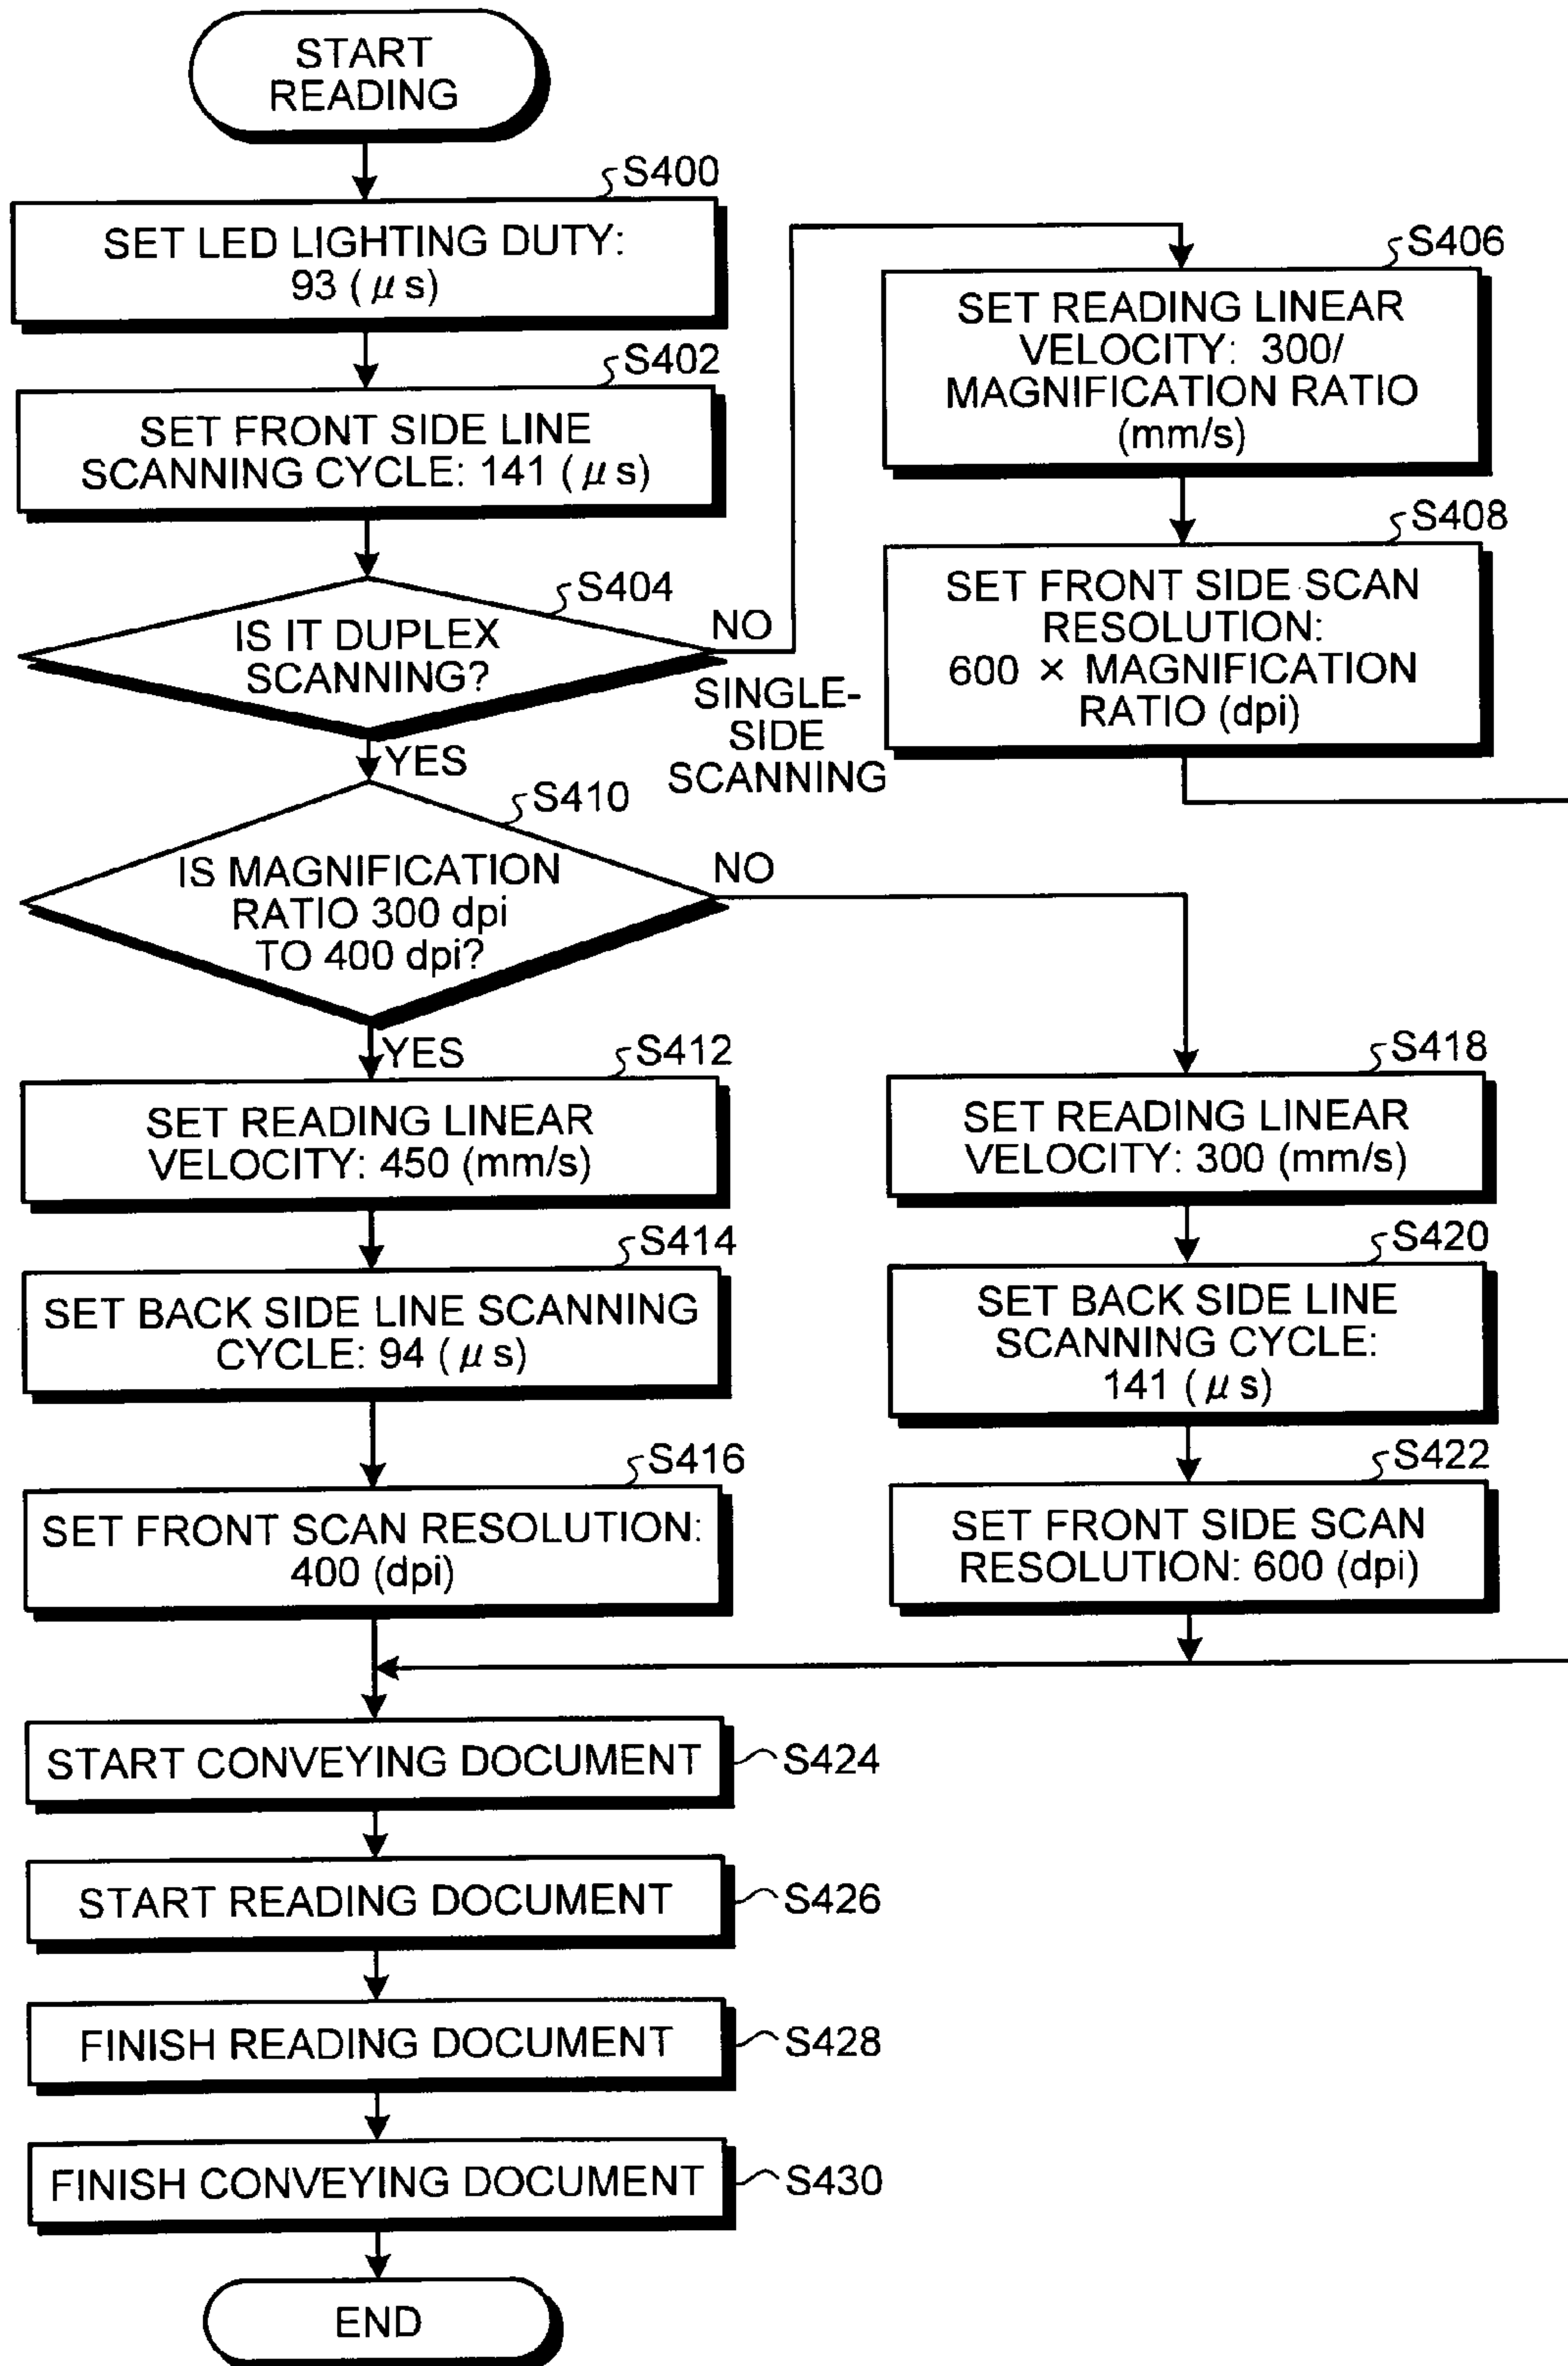 START
READING
S400
SET LED LIGHTING DUTY:
93 (μs)
S402
SET FRONT SIDE LINE
SCANNING CYCLE: 141 (μs)
S404
IS IT DUPLEX
SCANNING?
NO
SINGLE-
SIDE
SCANNING
YES
S406
SET READING LINEAR
VELOCITY: 300/
MAGNIFICATION RATIO
(mm/s)
S408
SET FRONT SIDE SCAN
RESOLUTION:
600 × MAGNIFICATION
RATIO (dpi)
S410
IS MAGNIFICATION
RATIO 300 dpi
TO 400 dpi?
NO
YES
S412
SET READING LINEAR
VELOCITY: 450 (mm/s)
S414
SET BACK SIDE LINE SCANNING
CYCLE: 94 (μs)
S416
SET FRONT SCAN RESOLUTION:
400 (dpi)
S418
SET READING LINEAR
VELOCITY: 300 (mm/s)
S420
SET BACK SIDE LINE
SCANNING CYCLE:
141 (μs)
S422
SET FRONT SIDE SCAN
RESOLUTION: 600 (dpi)
START CONVEYING DOCUMENT
S424
START READING DOCUMENT
S426
FINISH READING DOCUMENT
S428
FINISH CONVEYING DOCUMENT
S430
END